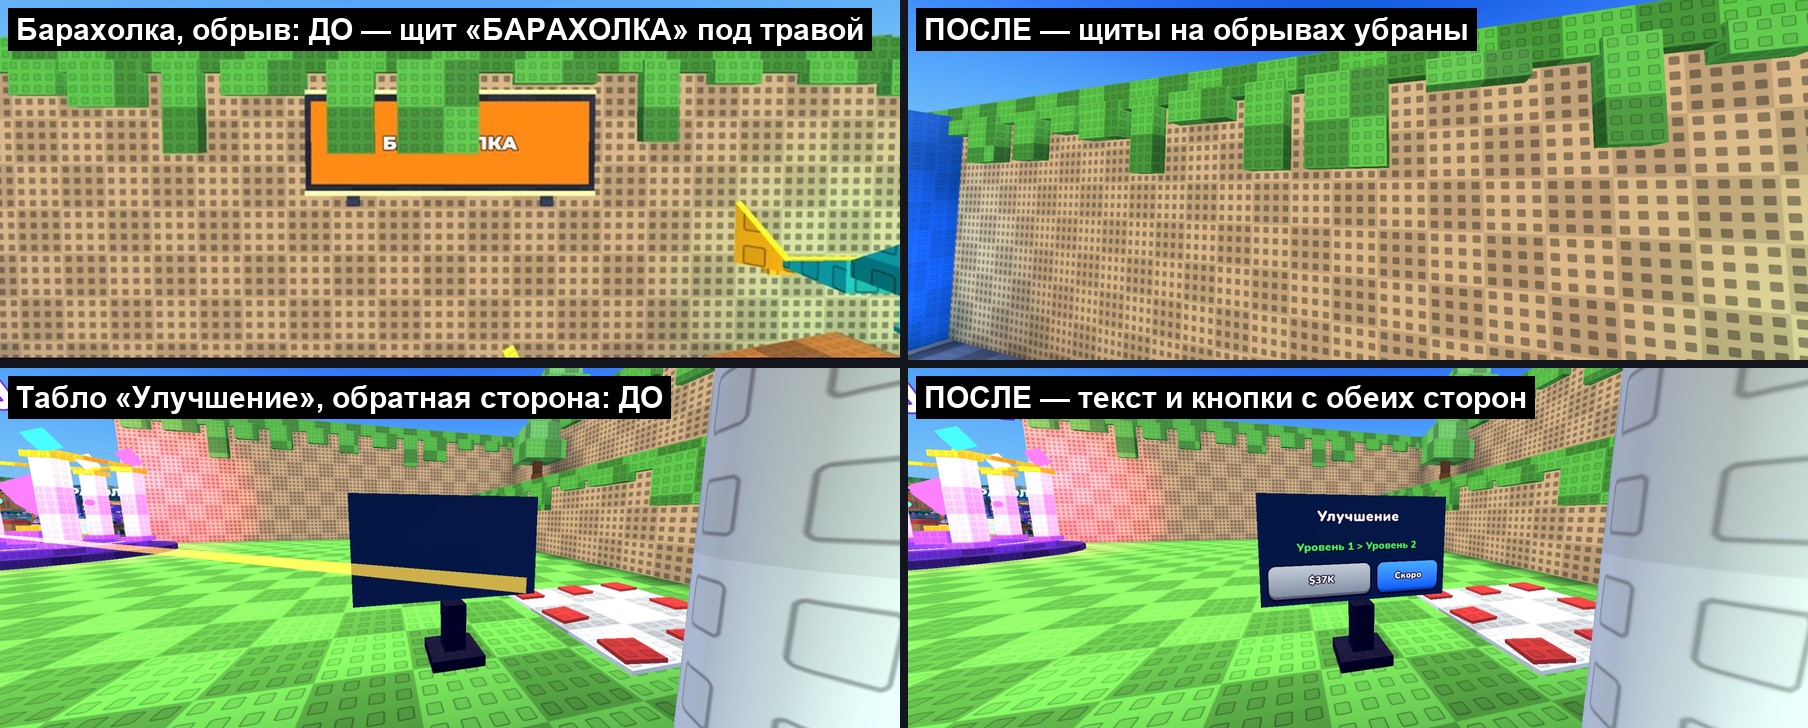 Барахолка, обрыв: ДО — щит «БАРАХОЛКА» под травой
ПОСЛЕ — щиты на обрывах убраны
Табло «Улучшение», обратная сторона: ДО
ПОСЛЕ — текст и кнопки с обеих сторон
Улучшение
Уровень 1 > Уровень 2
$37K
Скоро